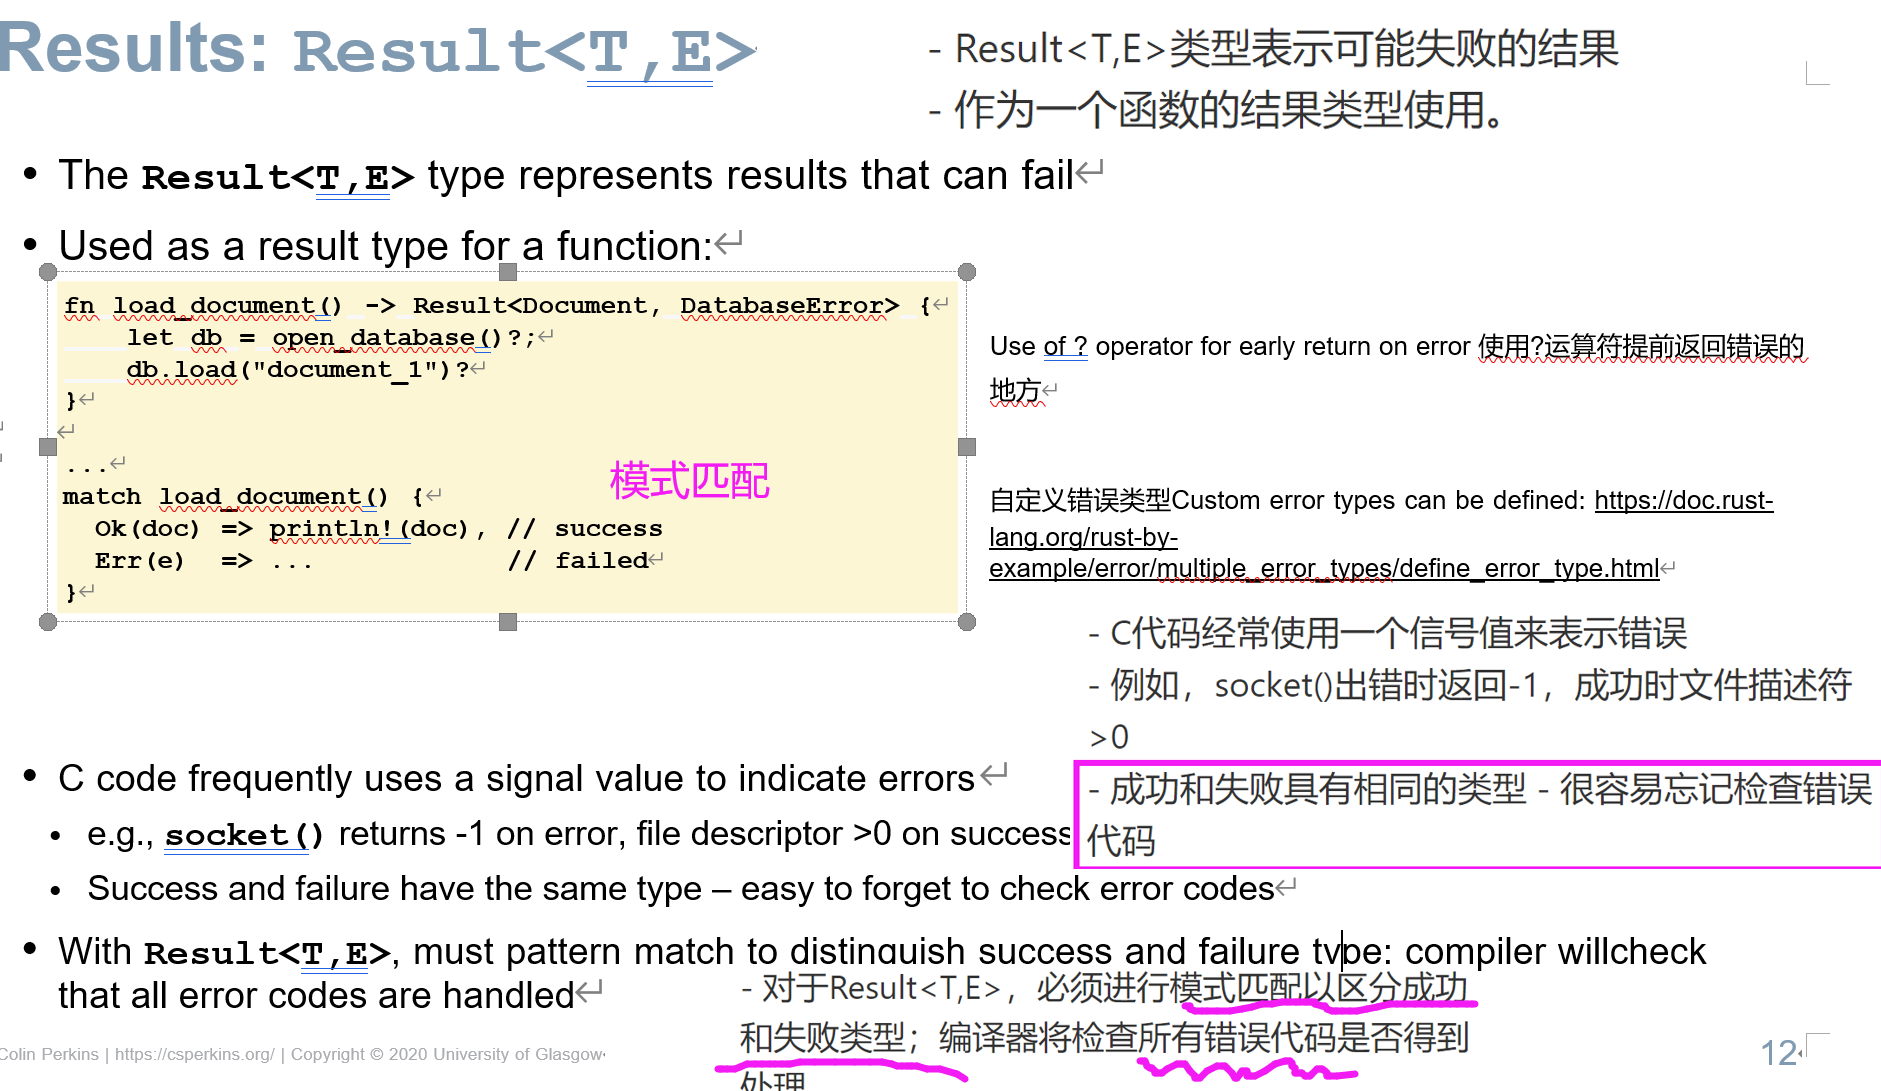 Results: Result<T,E>
- Result<T,E>类型表示可能失败的结果
- 作为一个函数的结果类型使用。
• The Result<T,E> type represents results that can fail
• Used as a result type for a function:
fn load_document() -> Result<Document, DatabaseError> {
let db = open_database()?;
db.load("document_1")?
}
...
match load_document() {
Ok(doc) => println!(doc), // success
Err(e) => ... // failed
}
模式匹配
Use of ? operator for early return on error 使用?运算符提前返回错误的
地方
自定义错误类型Custom error types can be defined: https://doc.rust-
lang.org/rust-by-
example/error/multiple_error_types/define_error_type.html
- C代码经常使用一个信号值来表示错误
- 例如，socket()出错时返回-1，成功时文件描述符
>0
- 成功和失败具有相同的类型 - 很容易忘记检查错误
代码
• C code frequently uses a signal value to indicate errors
• e.g., socket() returns -1 on error, file descriptor >0 on success
• Success and failure have the same type – easy to forget to check error codes
• With Result<T,E>, must pattern match to distinguish success and failure type: compiler willcheck
that all error codes are handled
- 对于Result<T,E>，必须进行模式匹配以区分成功
和失败类型；编译器将检查所有错误代码是否得到
处理
Colin Perkins | https://csperkins.org/ | Copyright © 2020 University of Glasgow
12